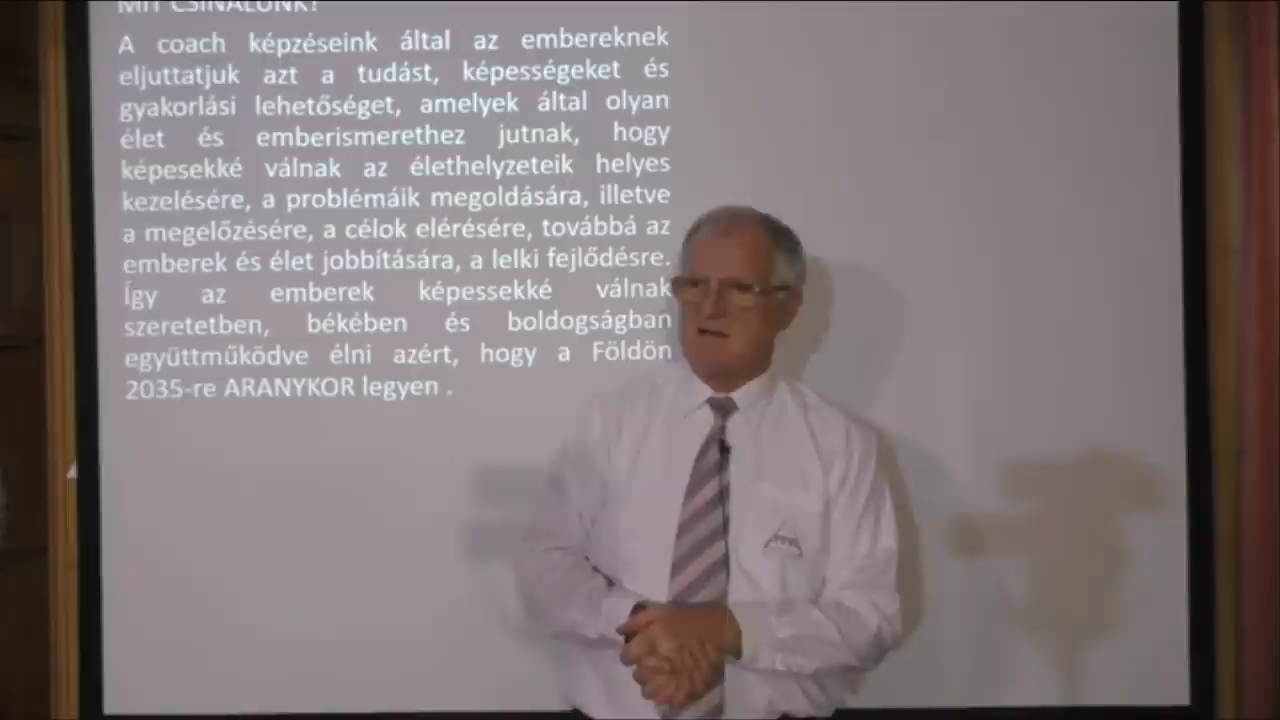 MIT CSINÁLUNK?
A coach képzéseink által az embereknek
eljuttatjuk azt a tudást, képességeket és
gyakorlási lehetőséget, amelyek által olyan
élet és emberismerethez jutnak, hogy
képesekké válnak az élethelyzeteik helyes
kezelésére, a problémáik megoldására, illetve
a megelőzésére, a célok elérésére, továbbá az
emberek és élet jobbítására, a lelki fejlődésre.
Így az emberek képessekké válnak
szeretetben, békében és boldogságban
együttműködve élni azért, hogy a Földön
2035-re ARANYKOR legyen .